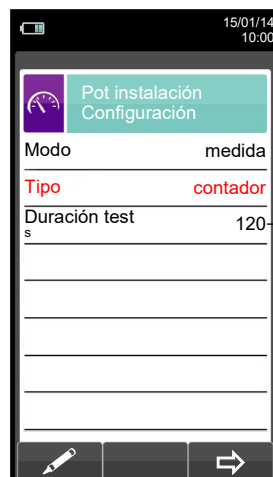 15/01/14
10:00
Pot instalación
Configuración
Modo medida
Tipo contador
Duración test 120-
s